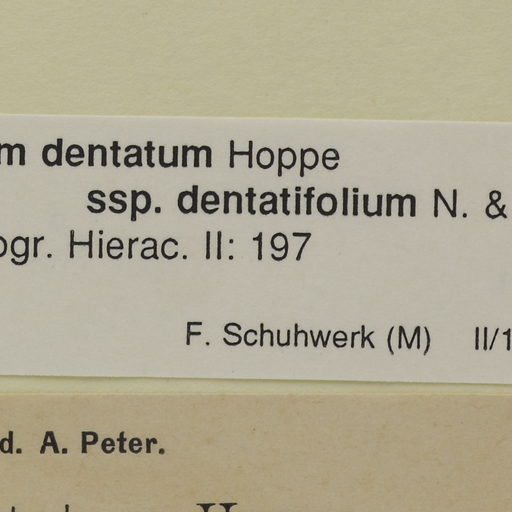 m dentatum Hoppe
ssp. dentatifolium N. &
ogr. Hierac. II: 197
F. Schuhwerk (M) II/1
d. A. Peter.